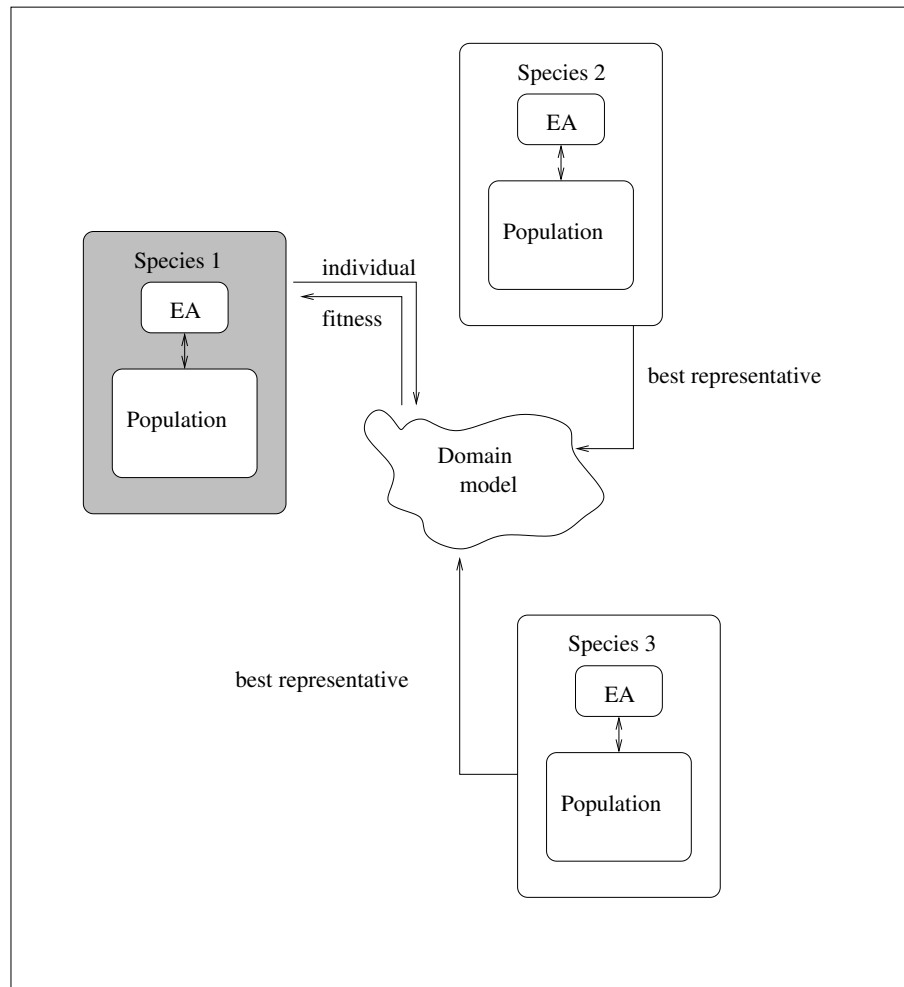 Species 2
EA
Population
Species 1
EA
Population
individual
fitness
best representative
Domain
model
Species 3
EA
Population
best representative